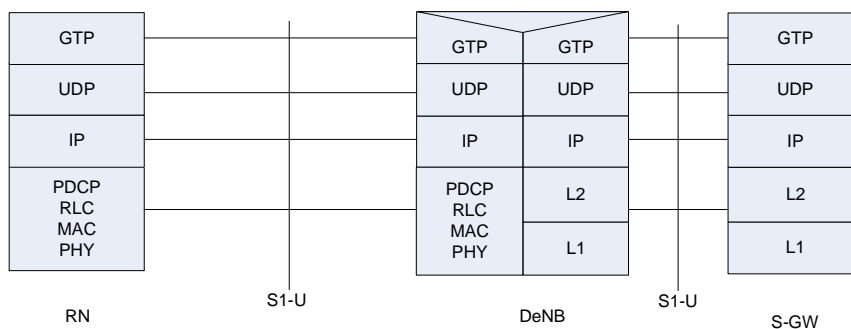 GTP
UDP
IP
PDCP
RLC
MAC
PHY
RN
S1-U
GTP
GTP
UDP
UDP
IP
IP
PDCP
RLC
MAC
PHY
L2
L1
DeNB
S1-U
GTP
UDP
IP
L2
L1
S-GW